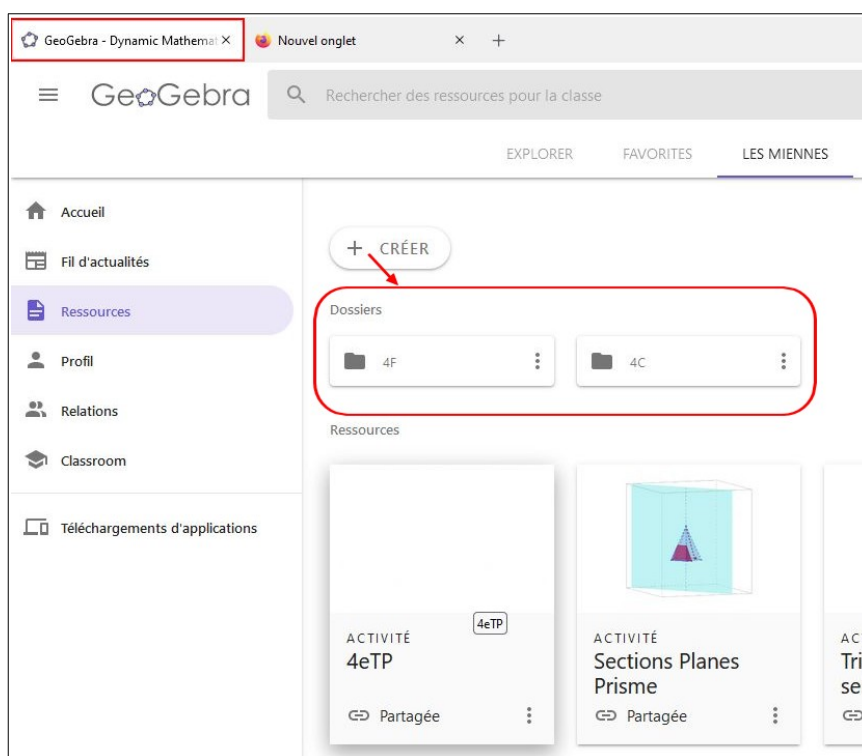 GeoGebra - Dynamic Mathemat
Nouvel onglet
GeoGebra
Rechercher des ressources pour la classe
EXPLORER FAVORITES LES MIENNES
Accueil
Fil d'actualités
Ressources
Profil
Relations
Classroom
Téléchargements d'applications
+ CRÉER
Dossiers
4F
4C
Ressources
4eTP
ACTIVITÉ
4eTP
Partagée
ACTIVITÉ
Sections Planes
Prisme
Partagée
AC
Tri
se